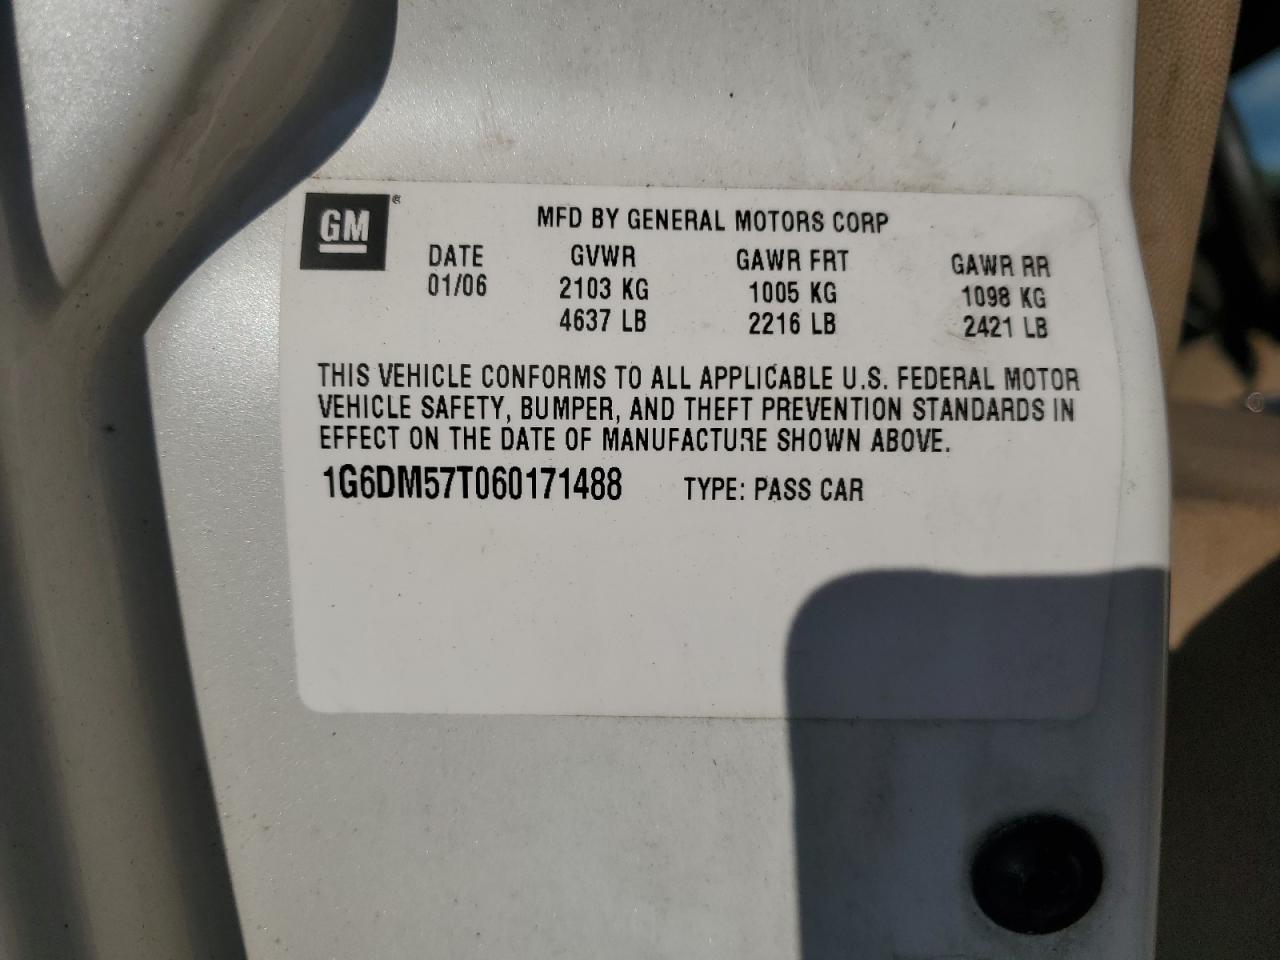 GM ®
MFD BY GENERAL MOTORS CORP
DATE GVWR GAWR FRT GAWR RR
01/06 2103 KG 1005 KG 1098 KG
4637 LB 2216 LB 2421 LB
THIS VEHICLE CONFORMS TO ALL APPLICABLE U.S. FEDERAL MOTOR
VEHICLE SAFETY, BUMPER, AND THEFT PREVENTION STANDARDS IN
EFFECT ON THE DATE OF MANUFACTURE SHOWN ABOVE.
1G6DM57T060171488 TYPE: PASS CAR